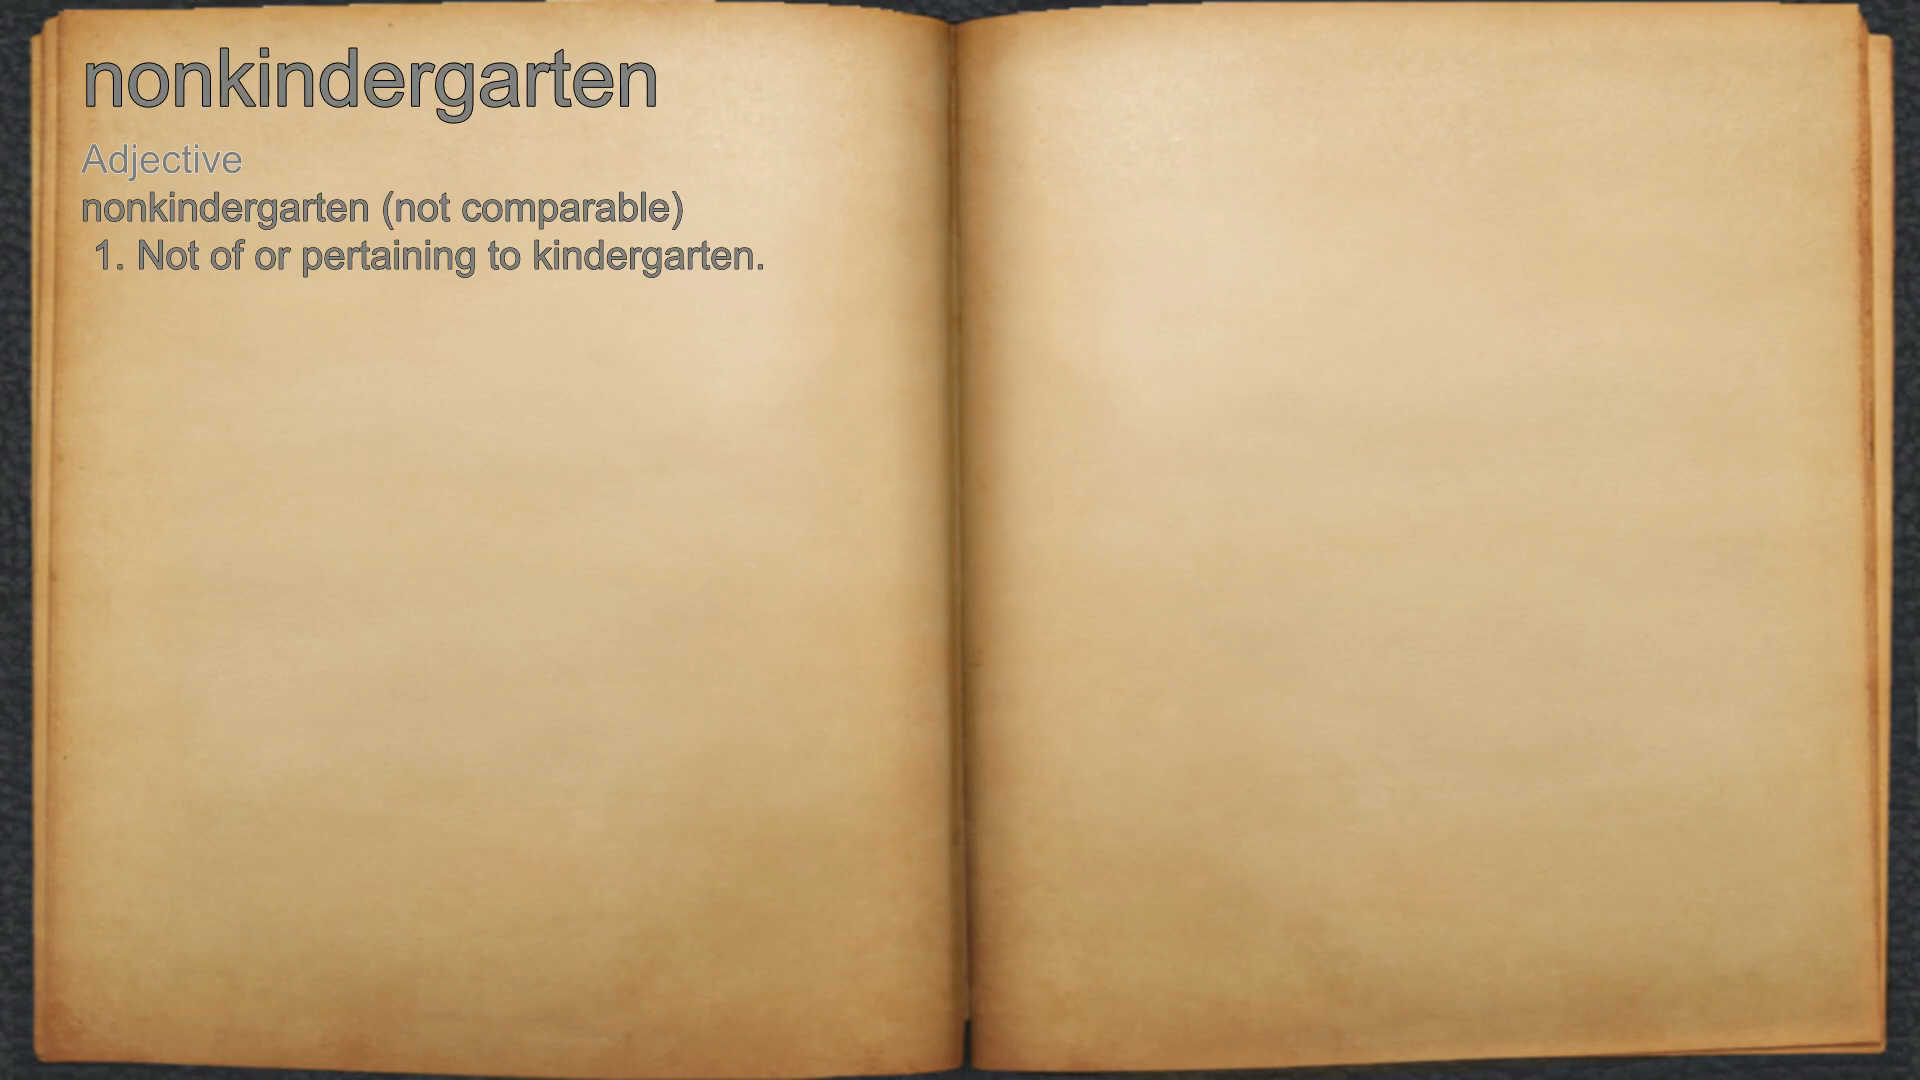 nonkindergarten
Adjective
nonkindergarten (not comparable)
1. Not of or pertaining to kindergarten.